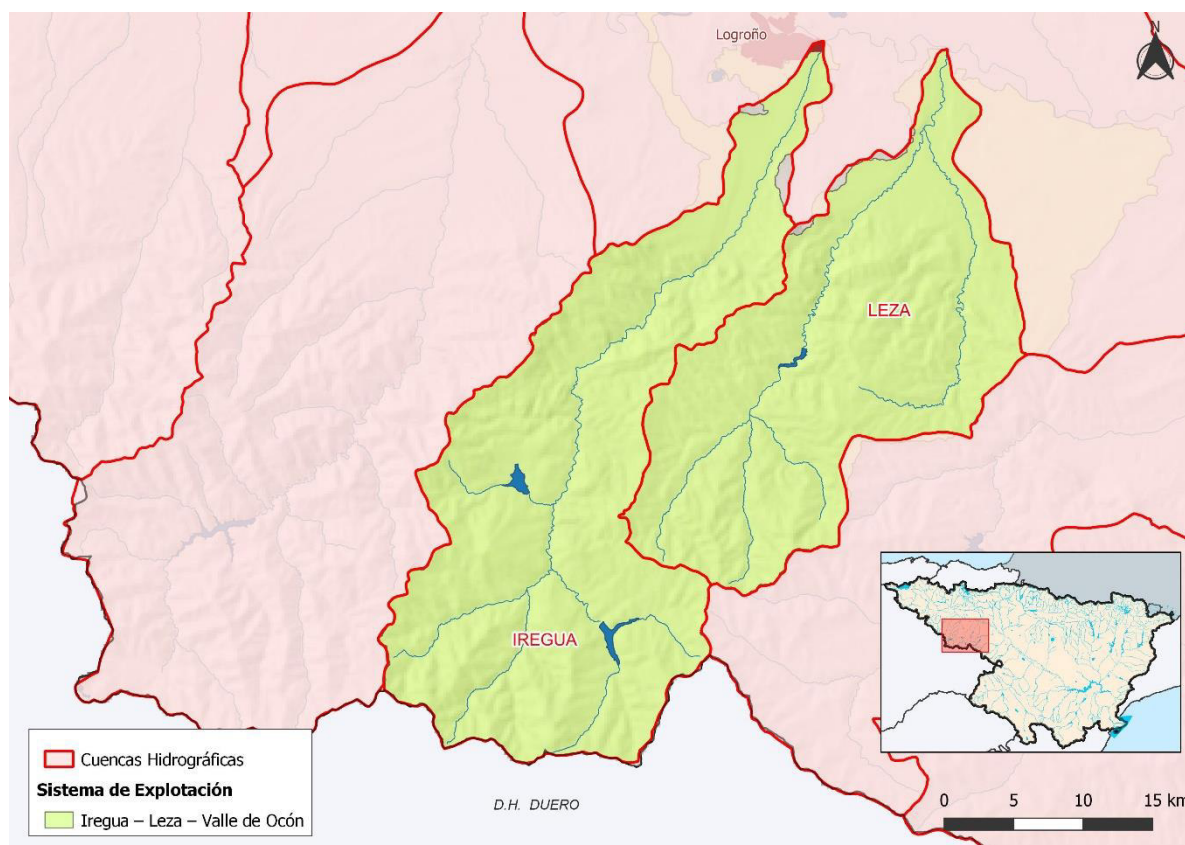 Logroño
N
LEZA
IREGUA
Cuencas Hidrográficas
Sistema de Explotación
Iregua – Leza – Valle de Ocón
D.H. DUERO
0 5 10 15 km